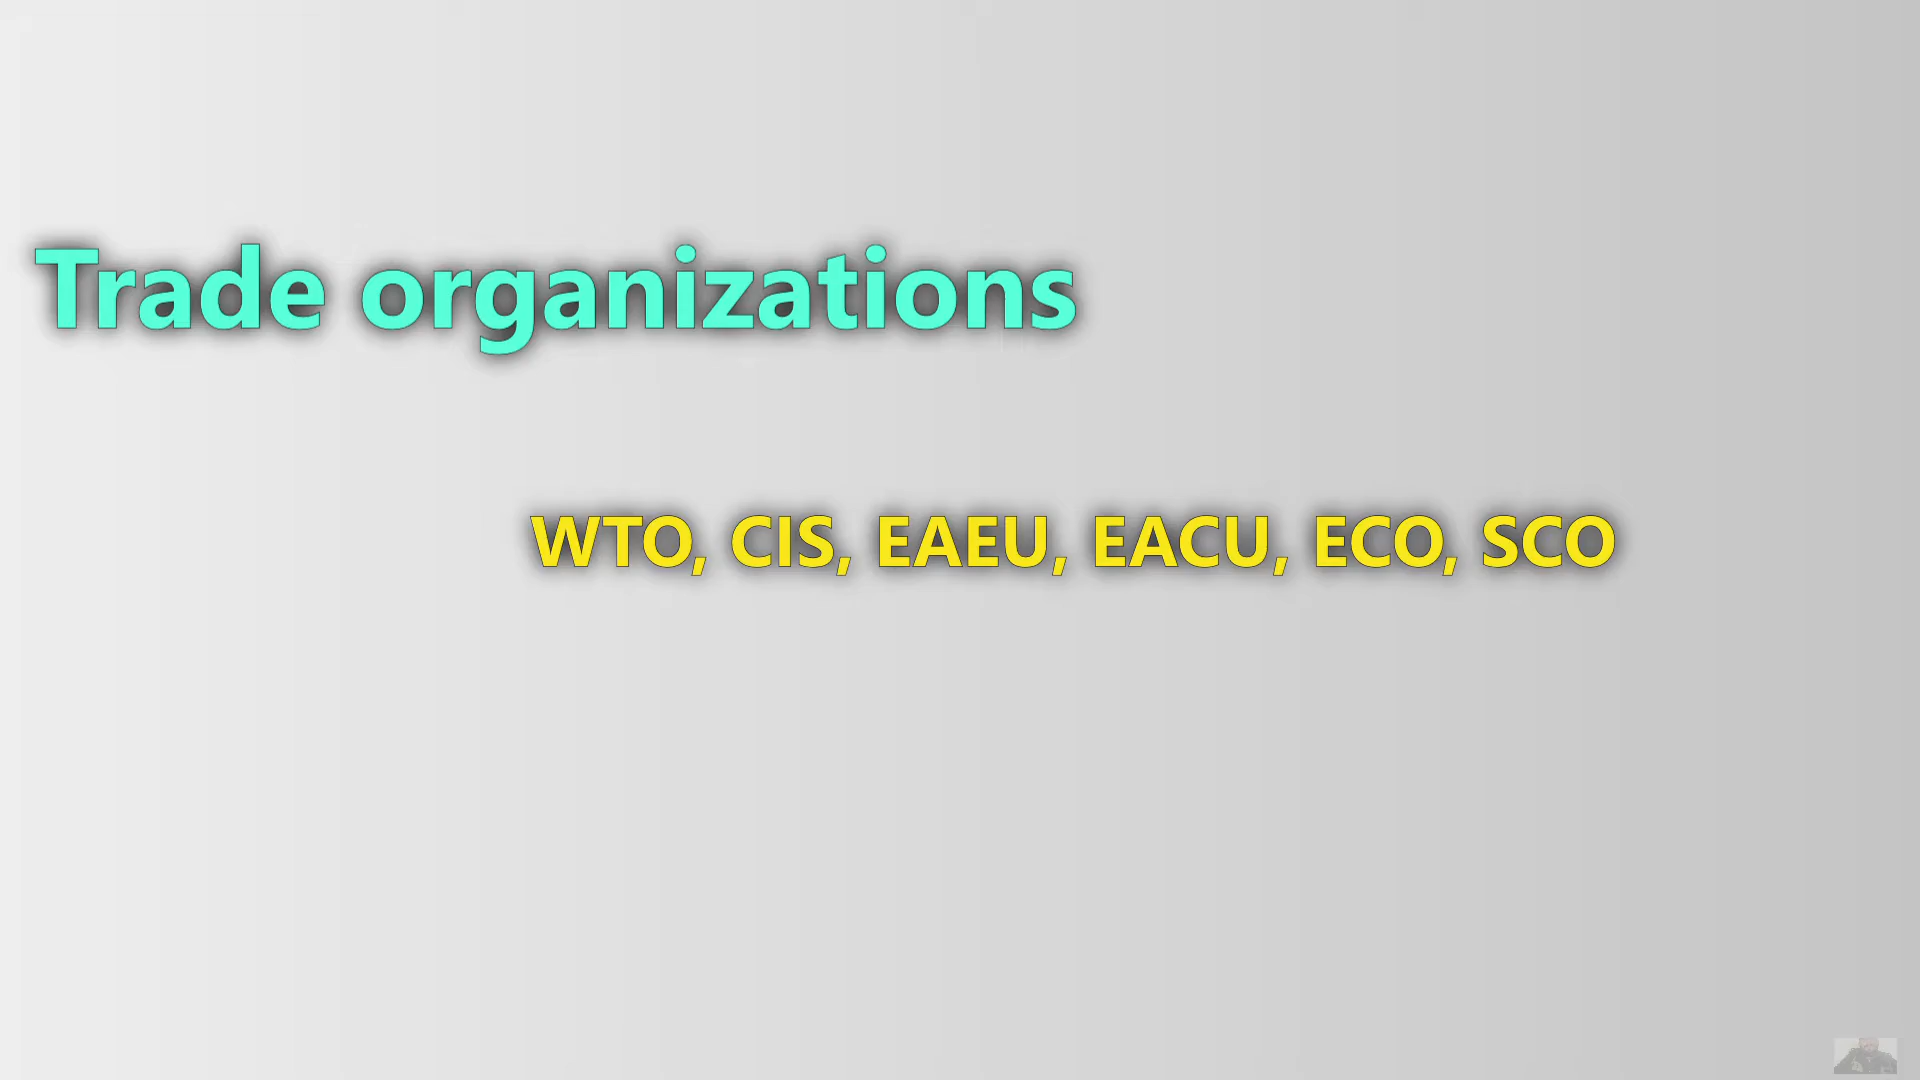 Trade organizations
WTO, CIS, EAEU, EACU, ECO, SCO